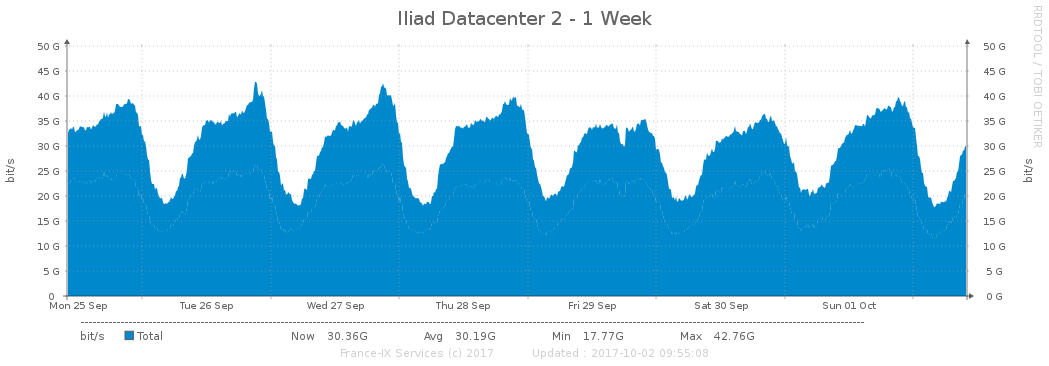 Iliad Datacenter 2 - 1 Week
RRDTOOL / TOBI OETIKER
50 G 50 G
45 G 45 G
40 G 40 G
35 G 35 G
30 G 30 G
25 G 25 G
20 G 20 G
15 G 15 G
10 G 10 G
5 G 5 G
0 0 G
bit/s bit/s
Mon 25 Sep Tue 26 Sep Wed 27 Sep Thu 28 Sep Fri 29 Sep Sat 30 Sep Sun 01 Oct
bit/s Total Now 30.36G Avg 30.19G Min 17.77G Max 42.76G
France-IX Services (c) 2017 Updated : 2017-10-02 09:55:08